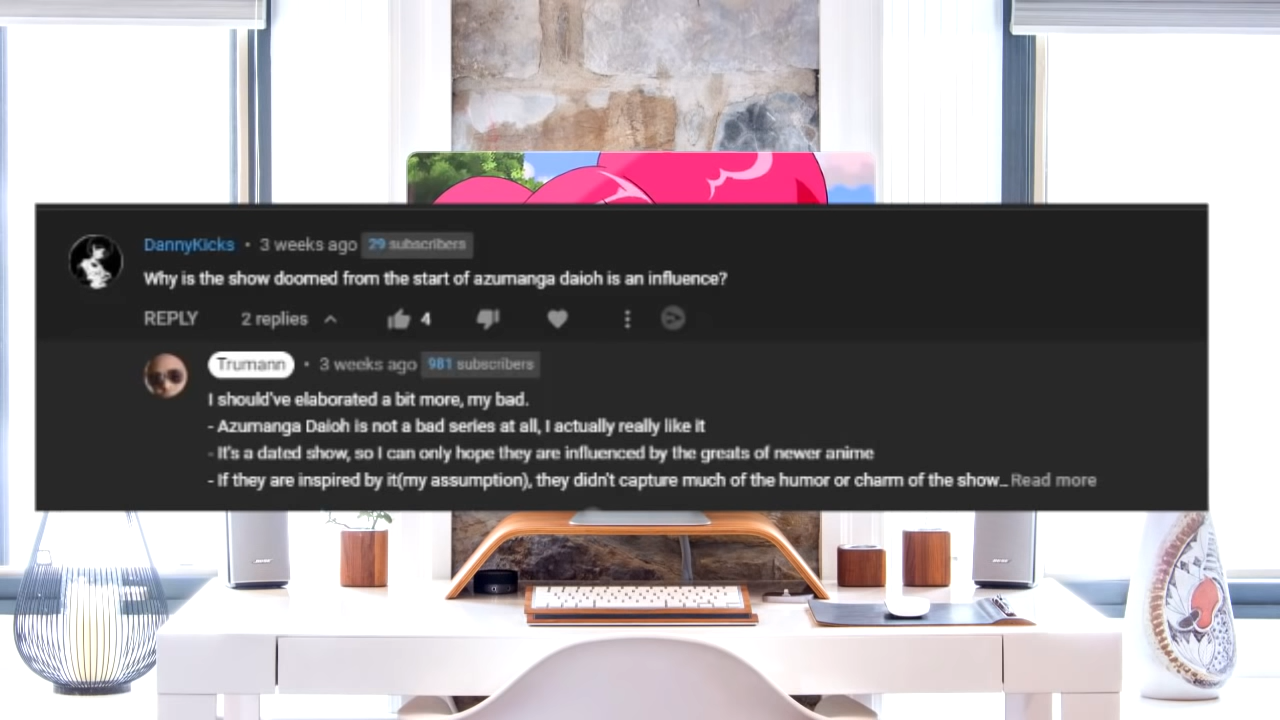 DannyKicks • 3 weeks ago 29 subscribers
Why is the show doomed from the start of azumanga daioh is an influence?
REPLY 2 replies 4
Trumann • 3 weeks ago 981 subscribers
I should've elaborated a bit more, my bad.
- Azumanga Daioh is not a bad series at all, I actually really like it
- It's a dated show, so I can only hope they are influenced by the greats of newer anime
- If they are inspired by it(my assumption), they didn't capture much of the humor or charm of the show... Read more